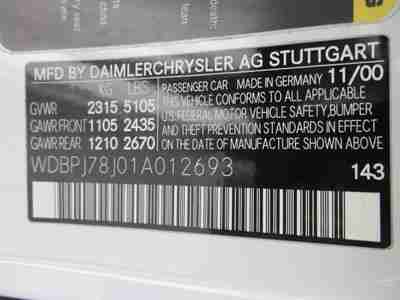 MFD BY DAIMLERCHRYSLER AG STUTTGART
KG LBS PASSENGER CAR MADE IN GERMANY 11/00
GVWR 2315 5105 THIS VEHICLE CONFORMS TO ALL APPLICABLE
GAWR FRONT 1105 2435 U.S. FEDERAL MOTOR VEHICLE SAFETY, BUMPER
GAWR REAR 1210 2670 AND THEFT PREVENTION STANDARDS IN EFFECT
WDBPJ78J01A012693 ON THE DATE OF MANUFACTURE SHOWN ABOVE.
143